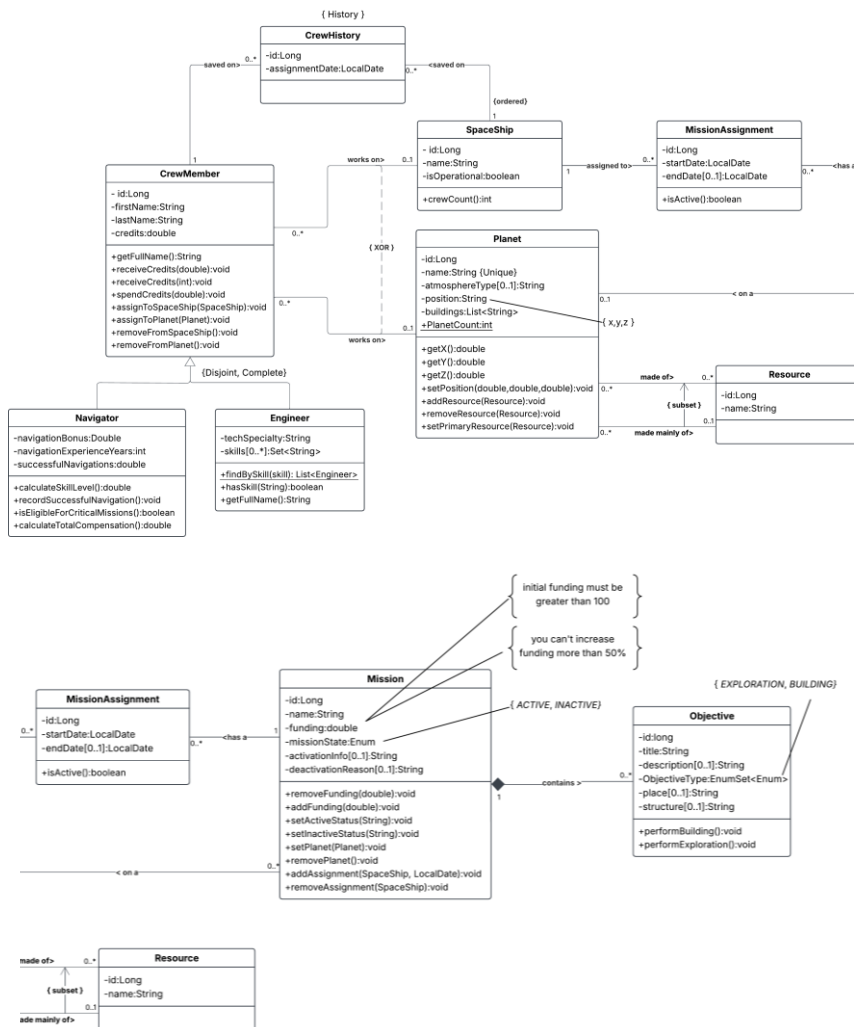 { History }
CrewHistory
-id:Long
-assignmentDate:LocalDate
saved on>
0..*
0..*
<saved on
{ordered}
1
1
SpaceShip
- id:Long
-name:String
-isOperational:boolean
+crewCount():int
1
assigned to>
0..*
MissionAssignment
-id:Long
-startDate:LocalDate
-endDate[0..1]:LocalDate
+isActive():boolean
<has a
0..*
CrewMember
- id:Long
-firstName:String
-lastName:String
-credits:double
+getFullName():String
+receiveCredits(double):void
+receiveCredits(int):void
+spendCredits(double):void
+assignToSpaceShip(SpaceShip):void
+assignToPlanet(Planet):void
+removeFromSpaceShip():void
+removeFromPlanet():void
works on>
0..1
0..*
{ XOR }
0..*
works on>
0..1
Planet
-id:Long
-name:String {Unique}
-atmosphereType[0..1]:String
-position:String
-buildings:List<String>
+PlanetCount:int
+getX():double
+getY():double
+getZ():double
+setPosition(double,double,double):void
+addResource(Resource):void
+removeResource(Resource):void
+setPrimaryResource(Resource):void
0..1
< on a
{ x,y,z }
0..*
made of>
0..*
{ subset }
0..*
made mainly of>
0..1
Resource
-id:Long
-name:String
{Disjoint, Complete}
Navigator
-navigationBonus:Double
-navigationExperienceYears:int
-successfulNavigations:double
+calculateSkillLevel():double
+recordSuccessfulNavigation():void
+isEligibleForCriticalMissions():boolean
+calculateTotalCompensation():double
Engineer
-techSpecialty:String
-skills[0..*]:Set<String>
+findBySkill(skill): List<Engineer>
+hasSkill(String):boolean
+getFullName():String
initial funding must be
greater than 100
you can't increase
funding more than 50%
{ ACTIVE, INACTIVE}
{ EXPLORATION, BUILDING}
0..*
MissionAssignment
-id:Long
-startDate:LocalDate
-endDate[0..1]:LocalDate
+isActive():boolean
0..*
<has a
1
Mission
-id:Long
-name:String
-funding:double
-missionState:Enum
-activationInfo[0..1]:String
-deactivationReason[0..1]:String
+removeFunding(double):void
+addFunding(double):void
+setActiveStatus(String):void
+setInactiveStatus(String):void
+setPlanet(Planet):void
+removePlanet():void
+addAssignment(SpaceShip, LocalDate):void
+removeAssignment(SpaceShip):void
1
contains >
0..*
Objective
-id:long
-title:String
-description[0..1]:String
-ObjectiveType:EnumSet<Enum>
-place[0..1]:String
-structure[0..1]:String
+performBuilding():void
+performExploration():void
< on a
0..*
made of>
0..*
{ subset }
0..1
ade mainly of>
Resource
-id:Long
-name:String